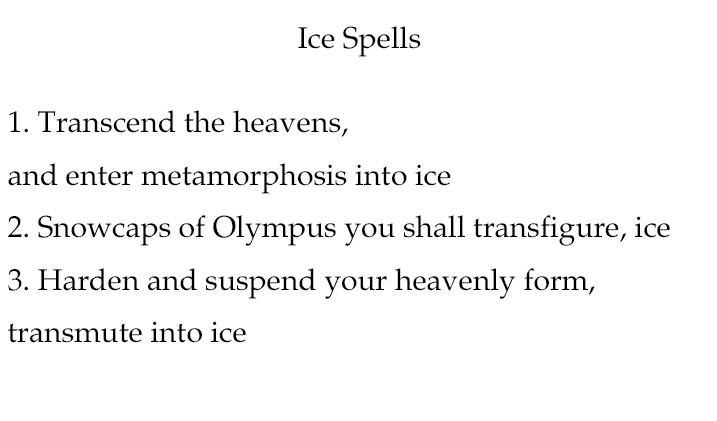 Ice Spells
1. Transcend the heavens,
and enter metamorphosis into ice
2. Snowcaps of Olympus you shall transfigure, ice
3. Harden and suspend your heavenly form,
transmute into ice